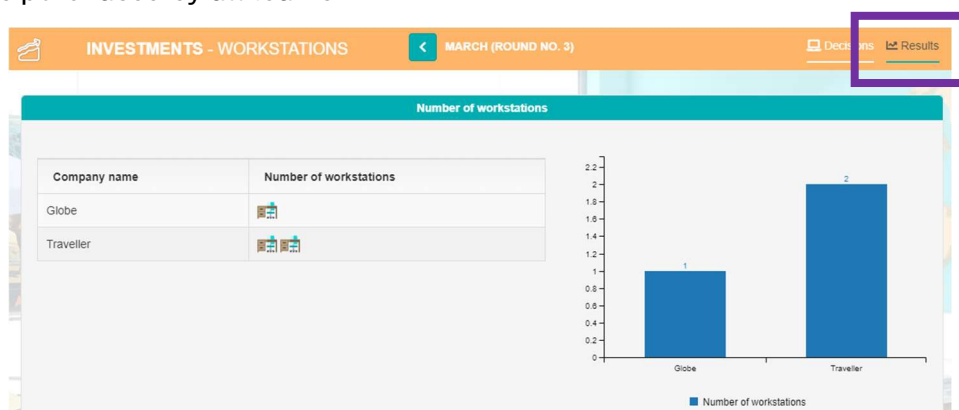 INVESTMENTS - WORKSTATIONS
MARCH (ROUND NO. 3)
Decisions
Results
Number of workstations
Company name
Number of workstations
Globe
Traveller
2.2
2
1.8
1.6
1.4
1.2
1
0.8
0.6
0.4
0.2
0
1
2
Globe
Traveller
Number of workstations